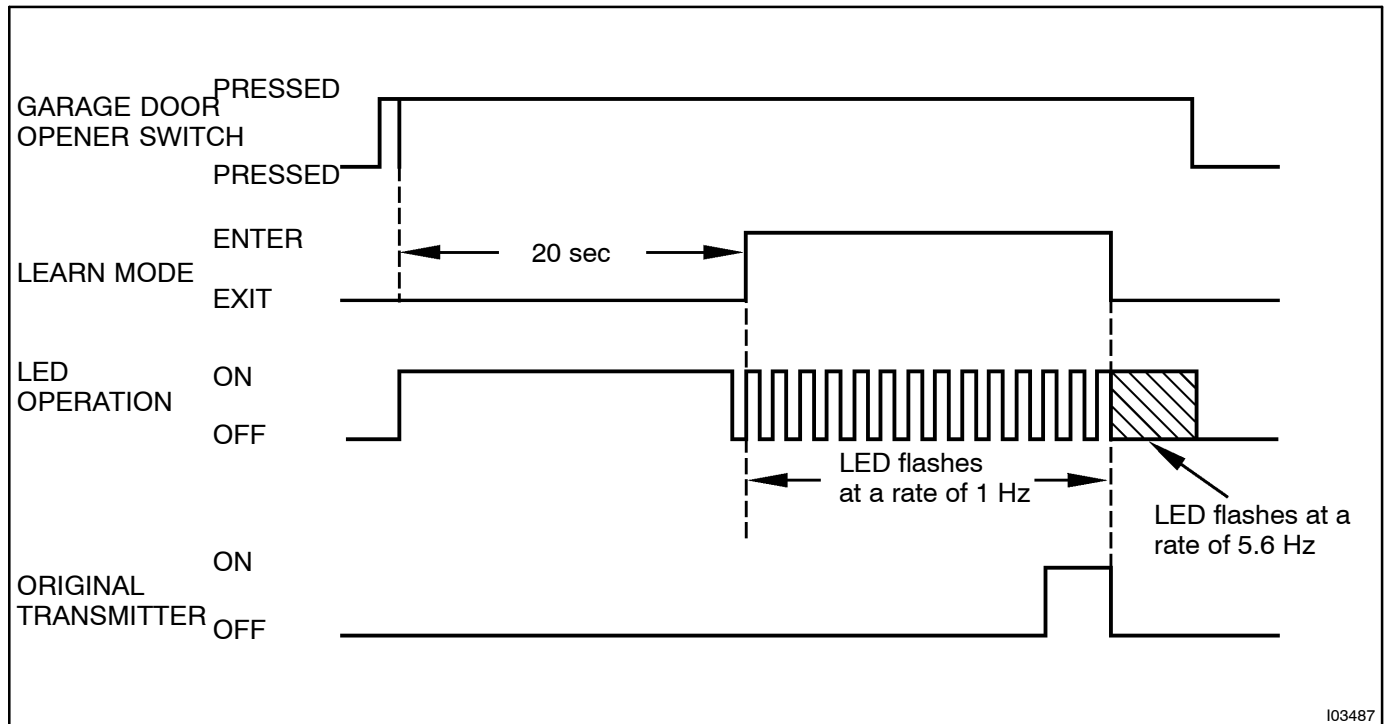 PRESSED
GARAGE DOOR
OPENER SWITCH
PRESSED
ENTER
20 sec
LEARN MODE
EXIT
LED
OPERATION
ON
OFF
LED flashes
at a rate of 1 Hz
LED flashes at a
rate of 5.6 Hz
ON
ORIGINAL
TRANSMITTER
OFF
I03487